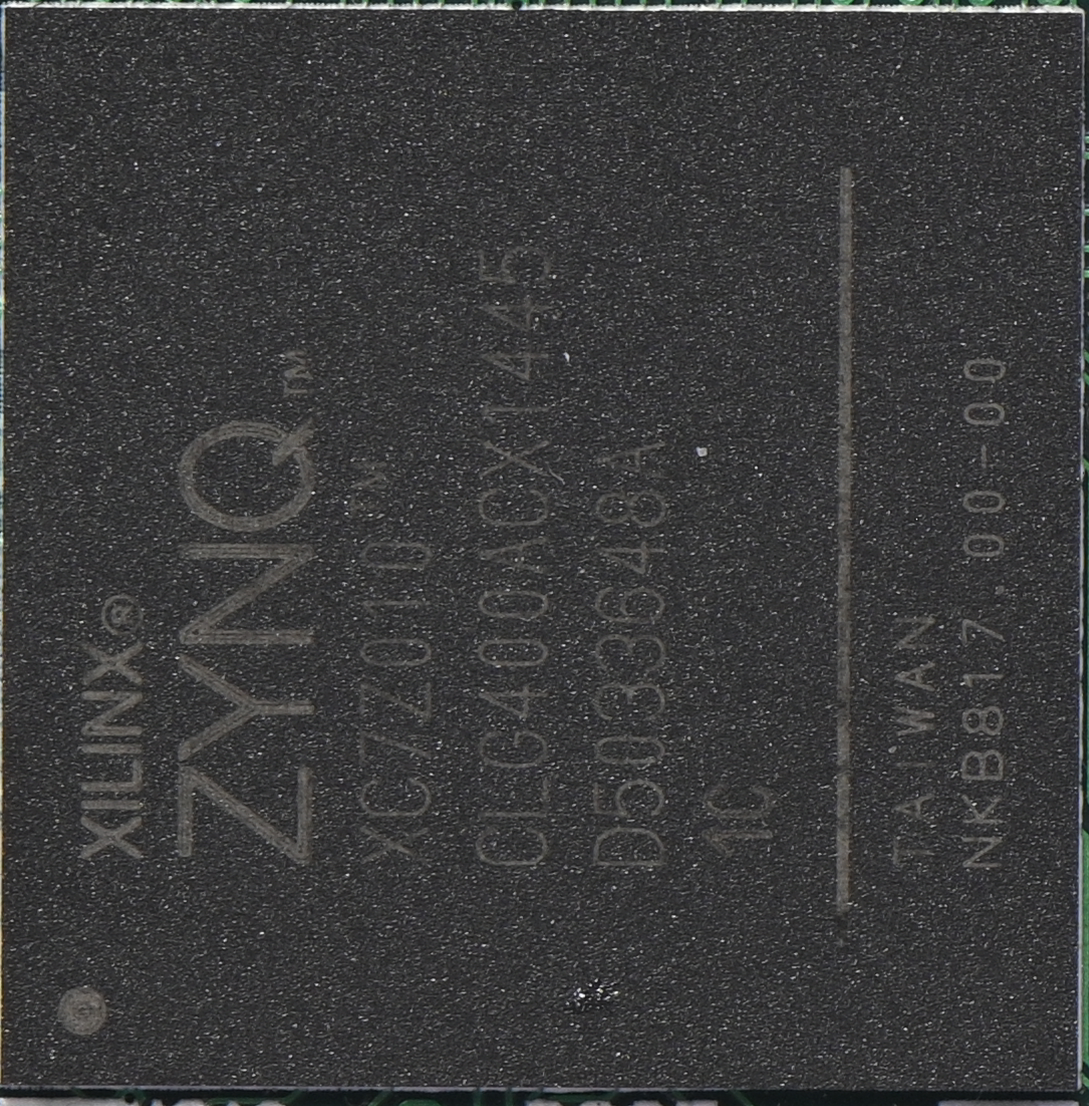 XILINX®
ZYNQ™
XC7Z010™
CLG400ACX1445
D5033648A
1C
TAIWAN
NKB817.00-00